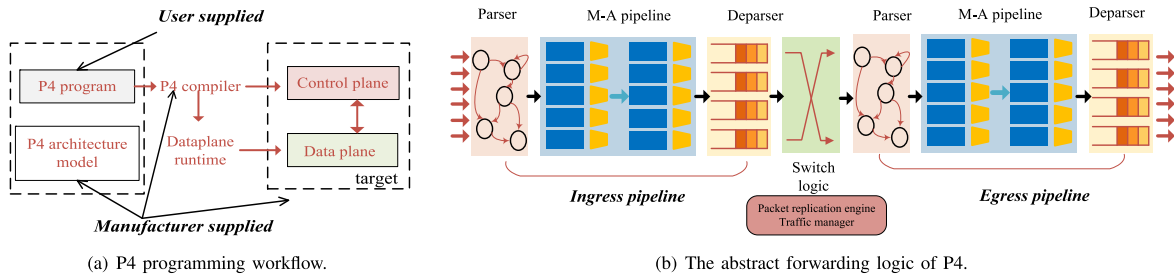 User supplied
P4 program
P4 compiler
Control plane
P4 architecture
model
Dataplane
runtime
Data plane
target
Manufacturer supplied
(a) P4 programming workflow.
Parser
M-A pipeline
Deparser
Parser
M-A pipeline
Deparser
Ingress pipeline
Switch
logic
Egress pipeline
Packet replication engine
Traffic manager
(b) The abstract forwarding logic of P4.